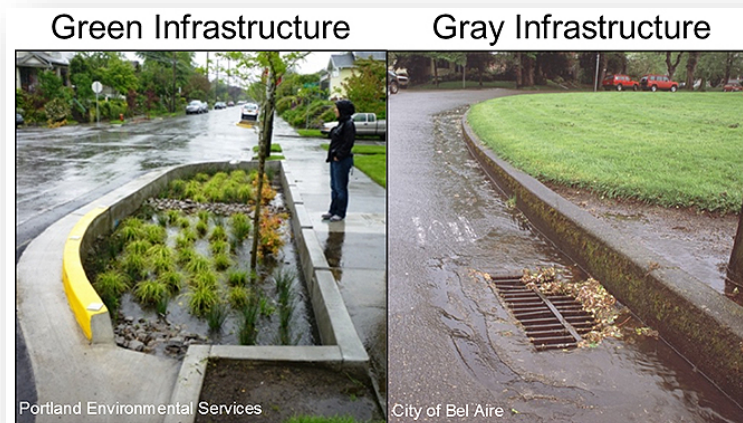 Green Infrastructure
Gray Infrastructure
Portland Environmental Services
City of Bel Aire